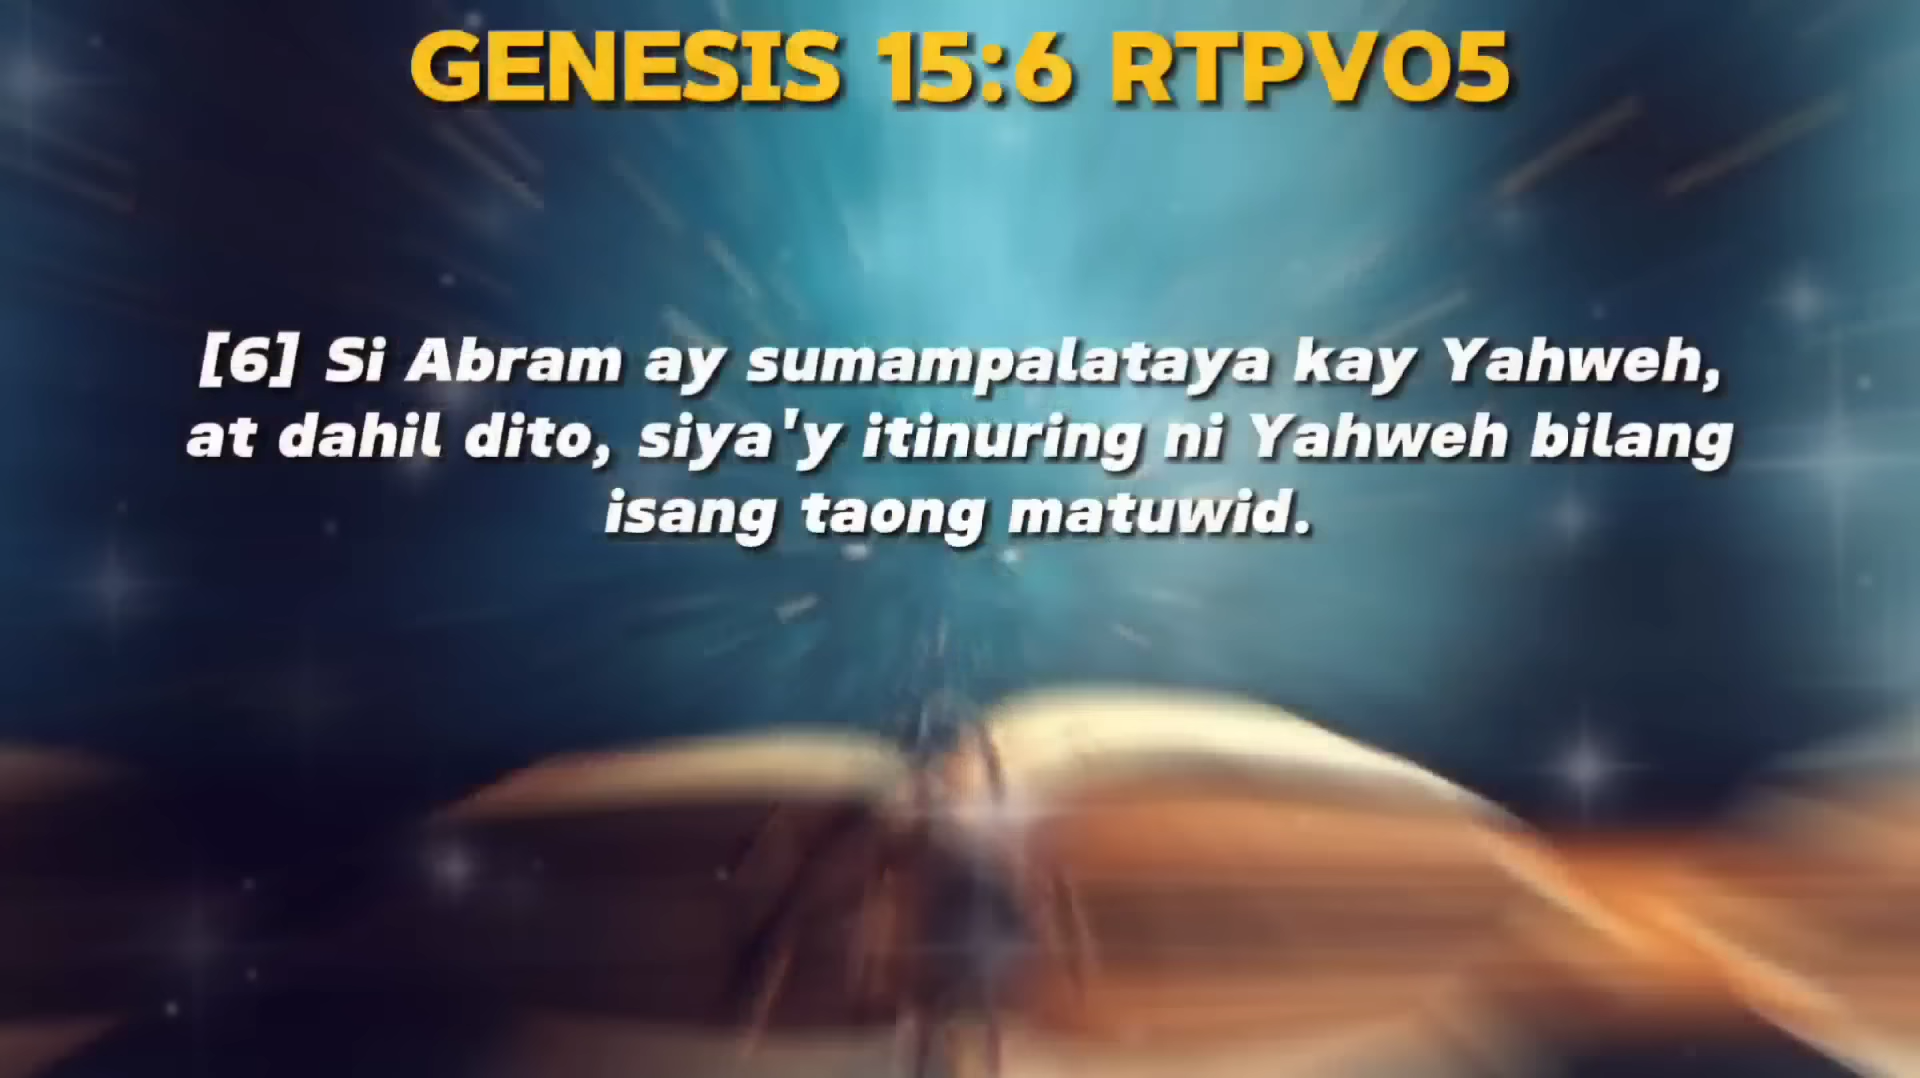 GENESIS 15:6 RTPV05
[6] Si Abram ay sumampalataya kay Yahweh,
at dahil dito, siya'y itinuring ni Yahweh bilang
isang taong matuwid.